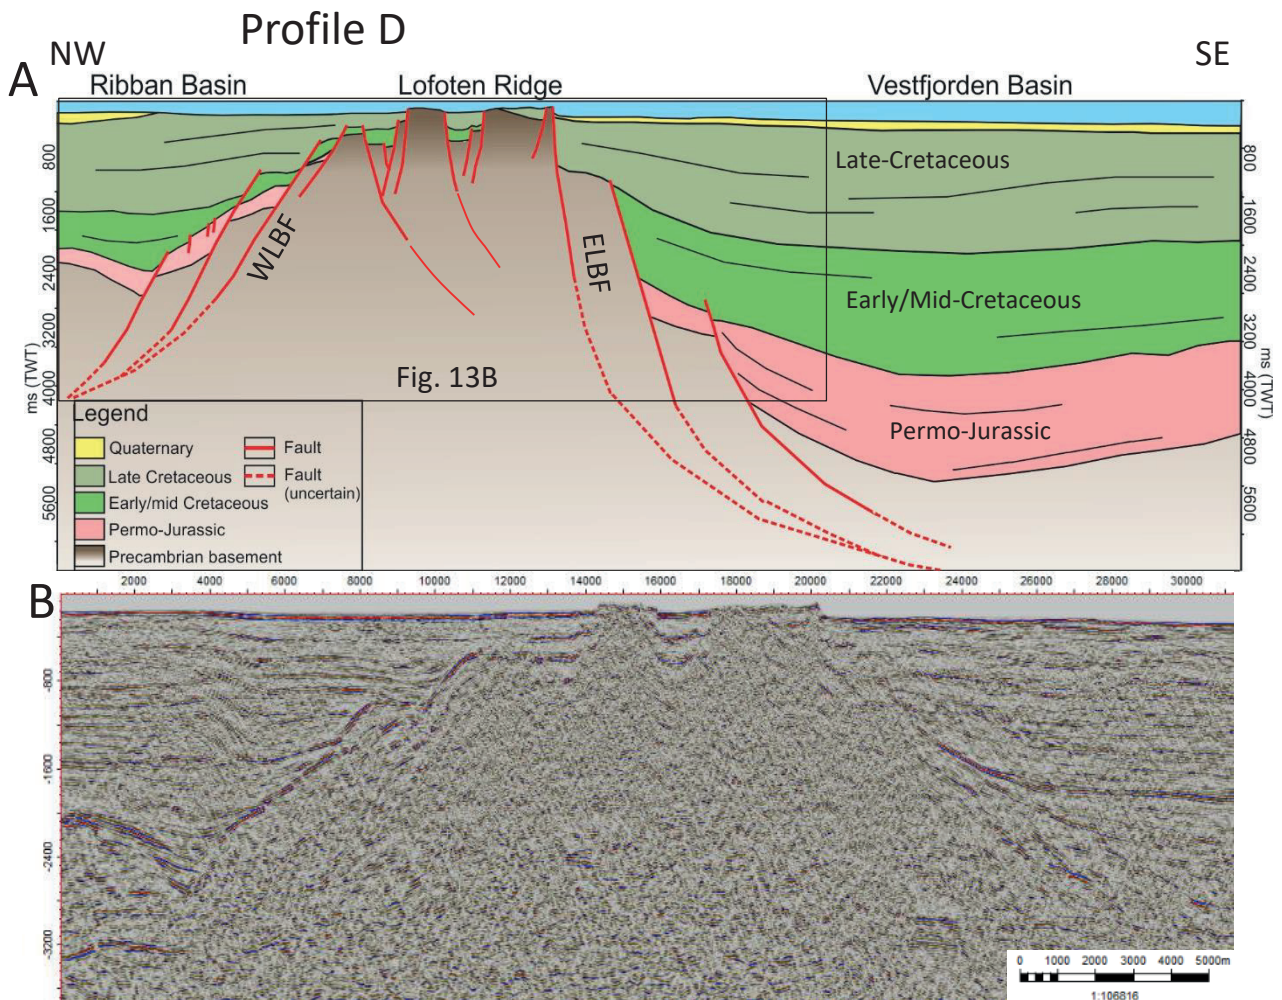 Profile D
NW
SE
A
Ribban Basin
Lofoten Ridge
Vestfjorden Basin
800
1600
2400
3200
4000
4800
5600
ms (TWT)
800
1600
2400
3200
4000
4800
5600
ms (TWT)
Late-Cretaceous
Early/Mid-Cretaceous
Permo-Jurassic
WLBF
ELBF
Fig. 13B
Legend
Quaternary
Fault
Late Cretaceous
Fault
(uncertain)
Early/mid Cretaceous
Permo-Jurassic
Precambrian basement
2000 4000 6000 8000 10000 12000 14000 16000 18000 20000 22000 24000 26000 28000 30000
B
-800
-1600
-2400
-3200
0 1000 2000 3000 4000 5000m
1:106816